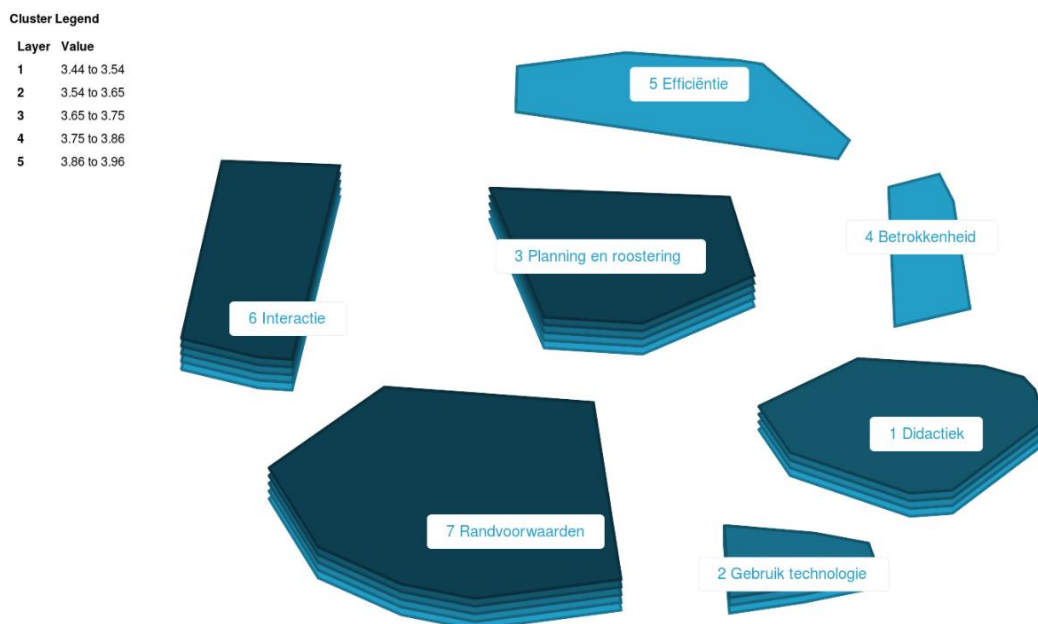 Cluster Legend
Layer Value
1 3.44 to 3.54
2 3.54 to 3.65
3 3.65 to 3.75
4 3.75 to 3.86
5 3.86 to 3.96
5 Efficiëntie
4 Betrokkenheid
3 Planning en roostering
6 Interactie
1 Didactiek
7 Randvoorwaarden
2 Gebruik technologie